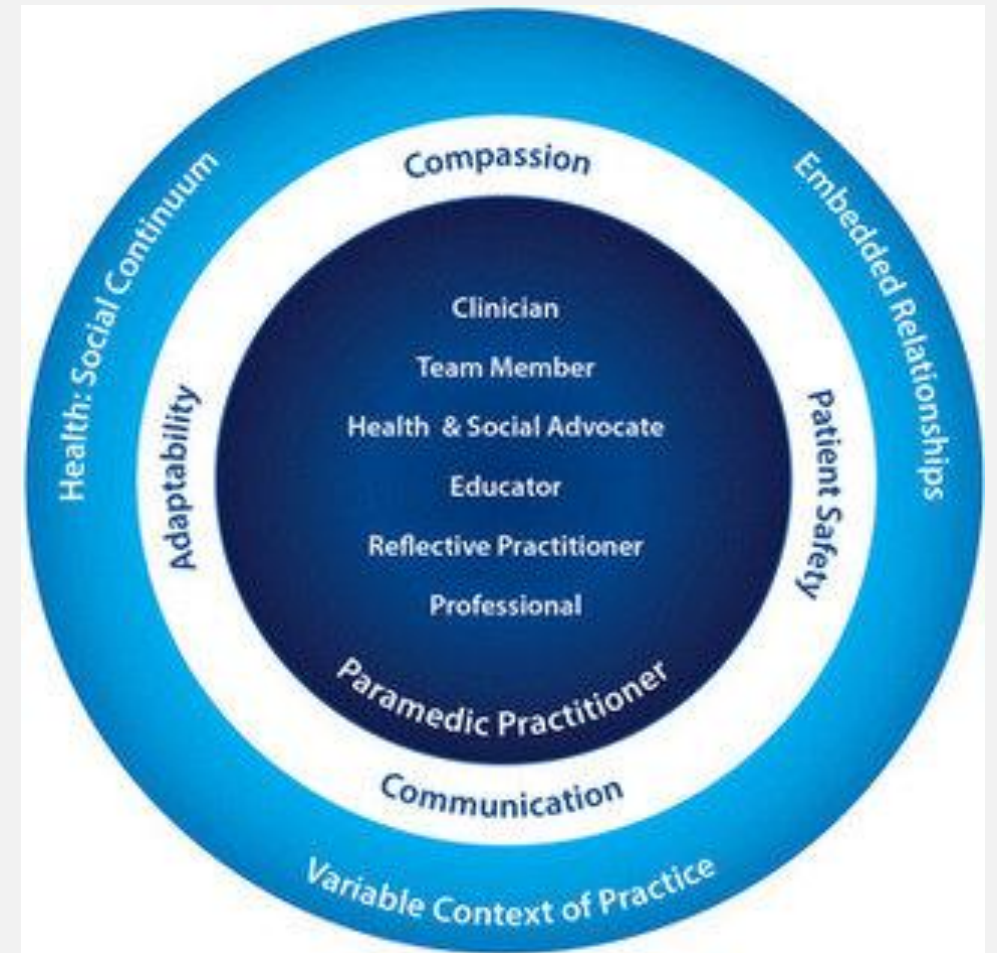 Health: Social Continuum
Embedded Relationships
Variable Context of Practice
Compassion
Adaptability
Patient Safety
Communication
Clinician
Team Member
Health & Social Advocate
Educator
Reflective Practitioner
Professional
Paramedic Practitioner